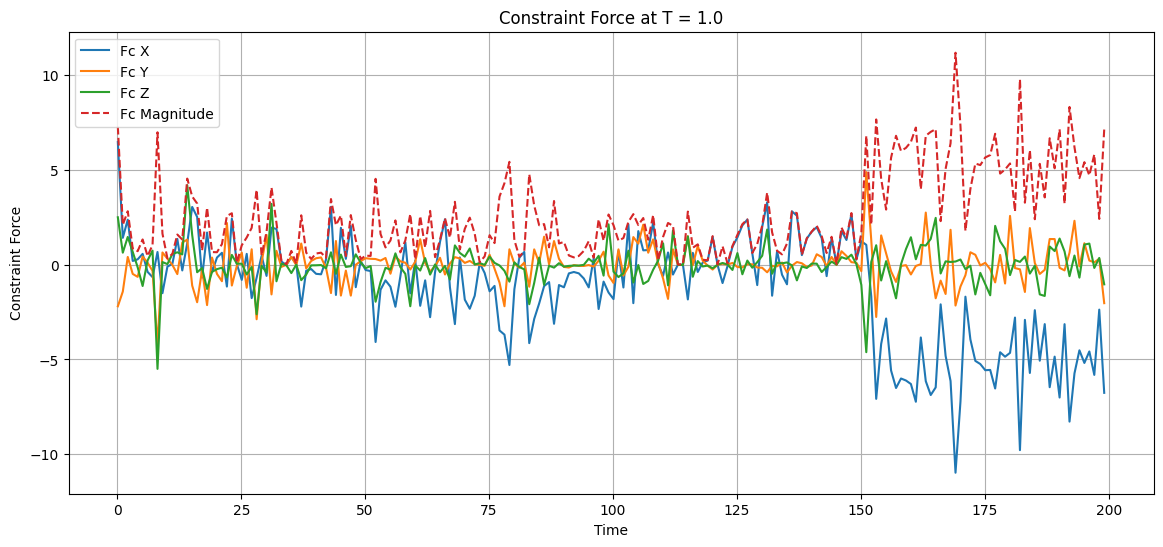 Constraint Force at T = 1.0
Fc X
Fc Y
Fc Z
Fc Magnitude
Constraint Force
10
5
0
−5
−10
0 25 50 75 100 125 150 175 200
Time